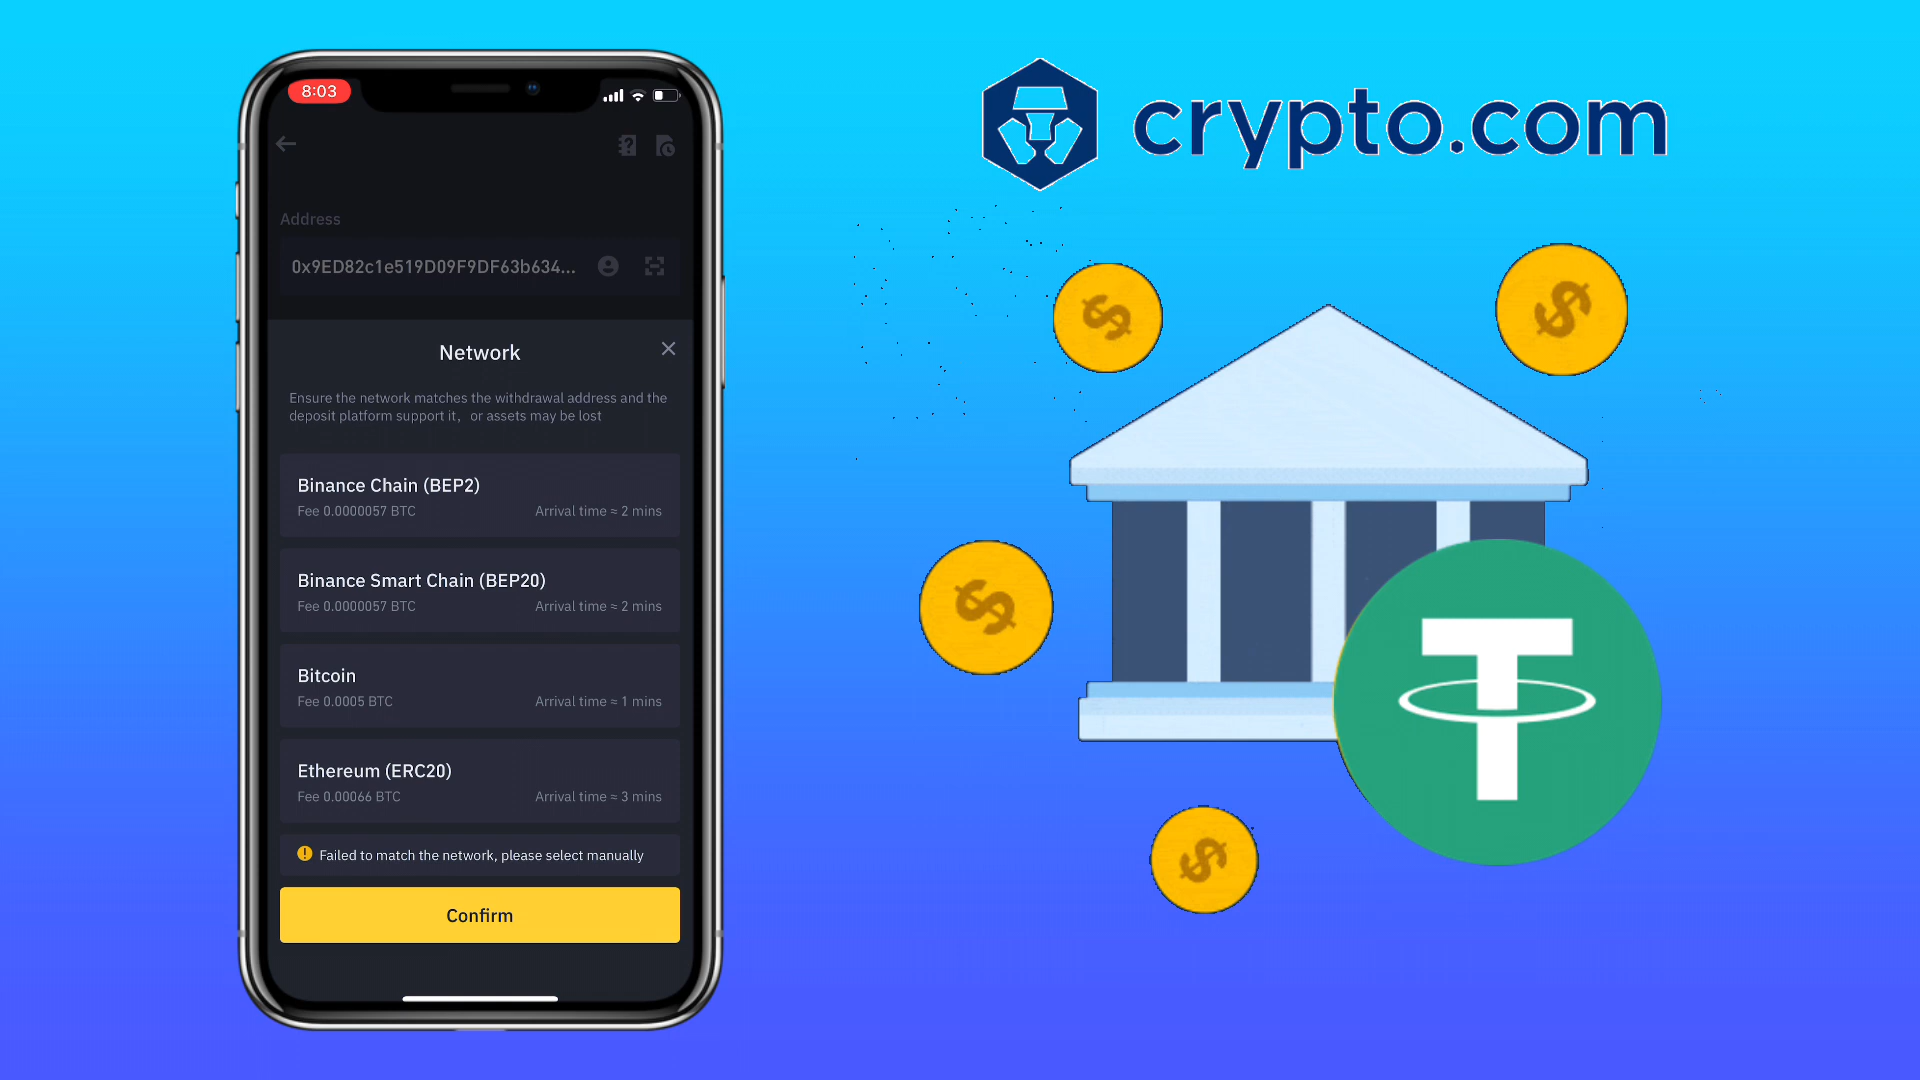 8:03
Address
0x9ED82c1e519D09F9DF63b634...
Network
Ensure the network matches the withdrawal address and the
deposit platform support it, or assets may be lost
Binance Chain (BEP2)
Fee 0.0000057 BTC Arrival time ≈ 2 mins
Binance Smart Chain (BEP20)
Fee 0.0000057 BTC Arrival time ≈ 2 mins
Bitcoin
Fee 0.0005 BTC Arrival time ≈ 1 mins
Ethereum (ERC20)
Fee 0.00066 BTC Arrival time ≈ 3 mins
Failed to match the network, please select manually
Confirm
crypto.com